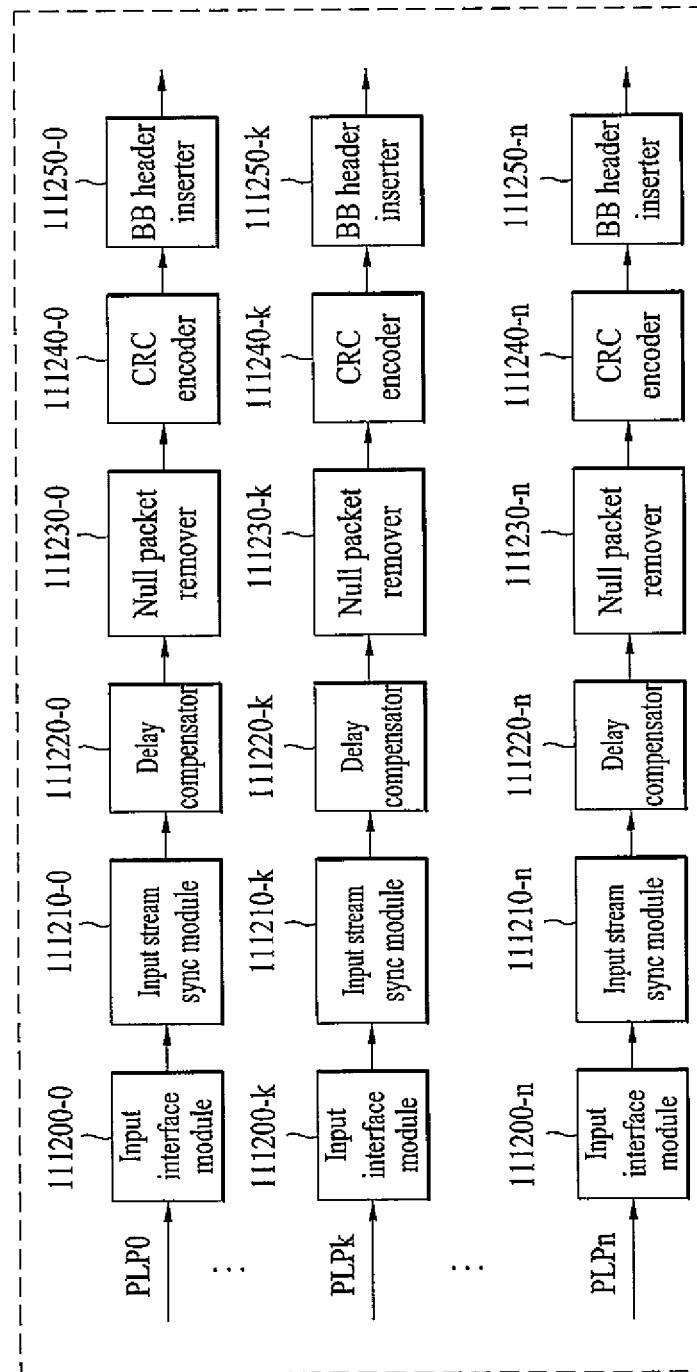 PLP0
111200-0
Input
interface
module
111210-0
Input stream
sync module
111220-0
Delay
compensator
111230-0
Null packet
remover
111240-0
CRC
encoder
111250-0
BB header
inserter
...
PLPk
111200-k
Input
interface
module
111210-k
Input stream
sync module
111220-k
Delay
compensator
111230-k
Null packet
remover
111240-k
CRC
encoder
111250-k
BB header
inserter
...
PLPn
111200-n
Input
interface
module
111210-n
Input stream
sync module
111220-n
Delay
compensator
111230-n
Null packet
remover
111240-n
CRC
encoder
111250-n
BB header
inserter